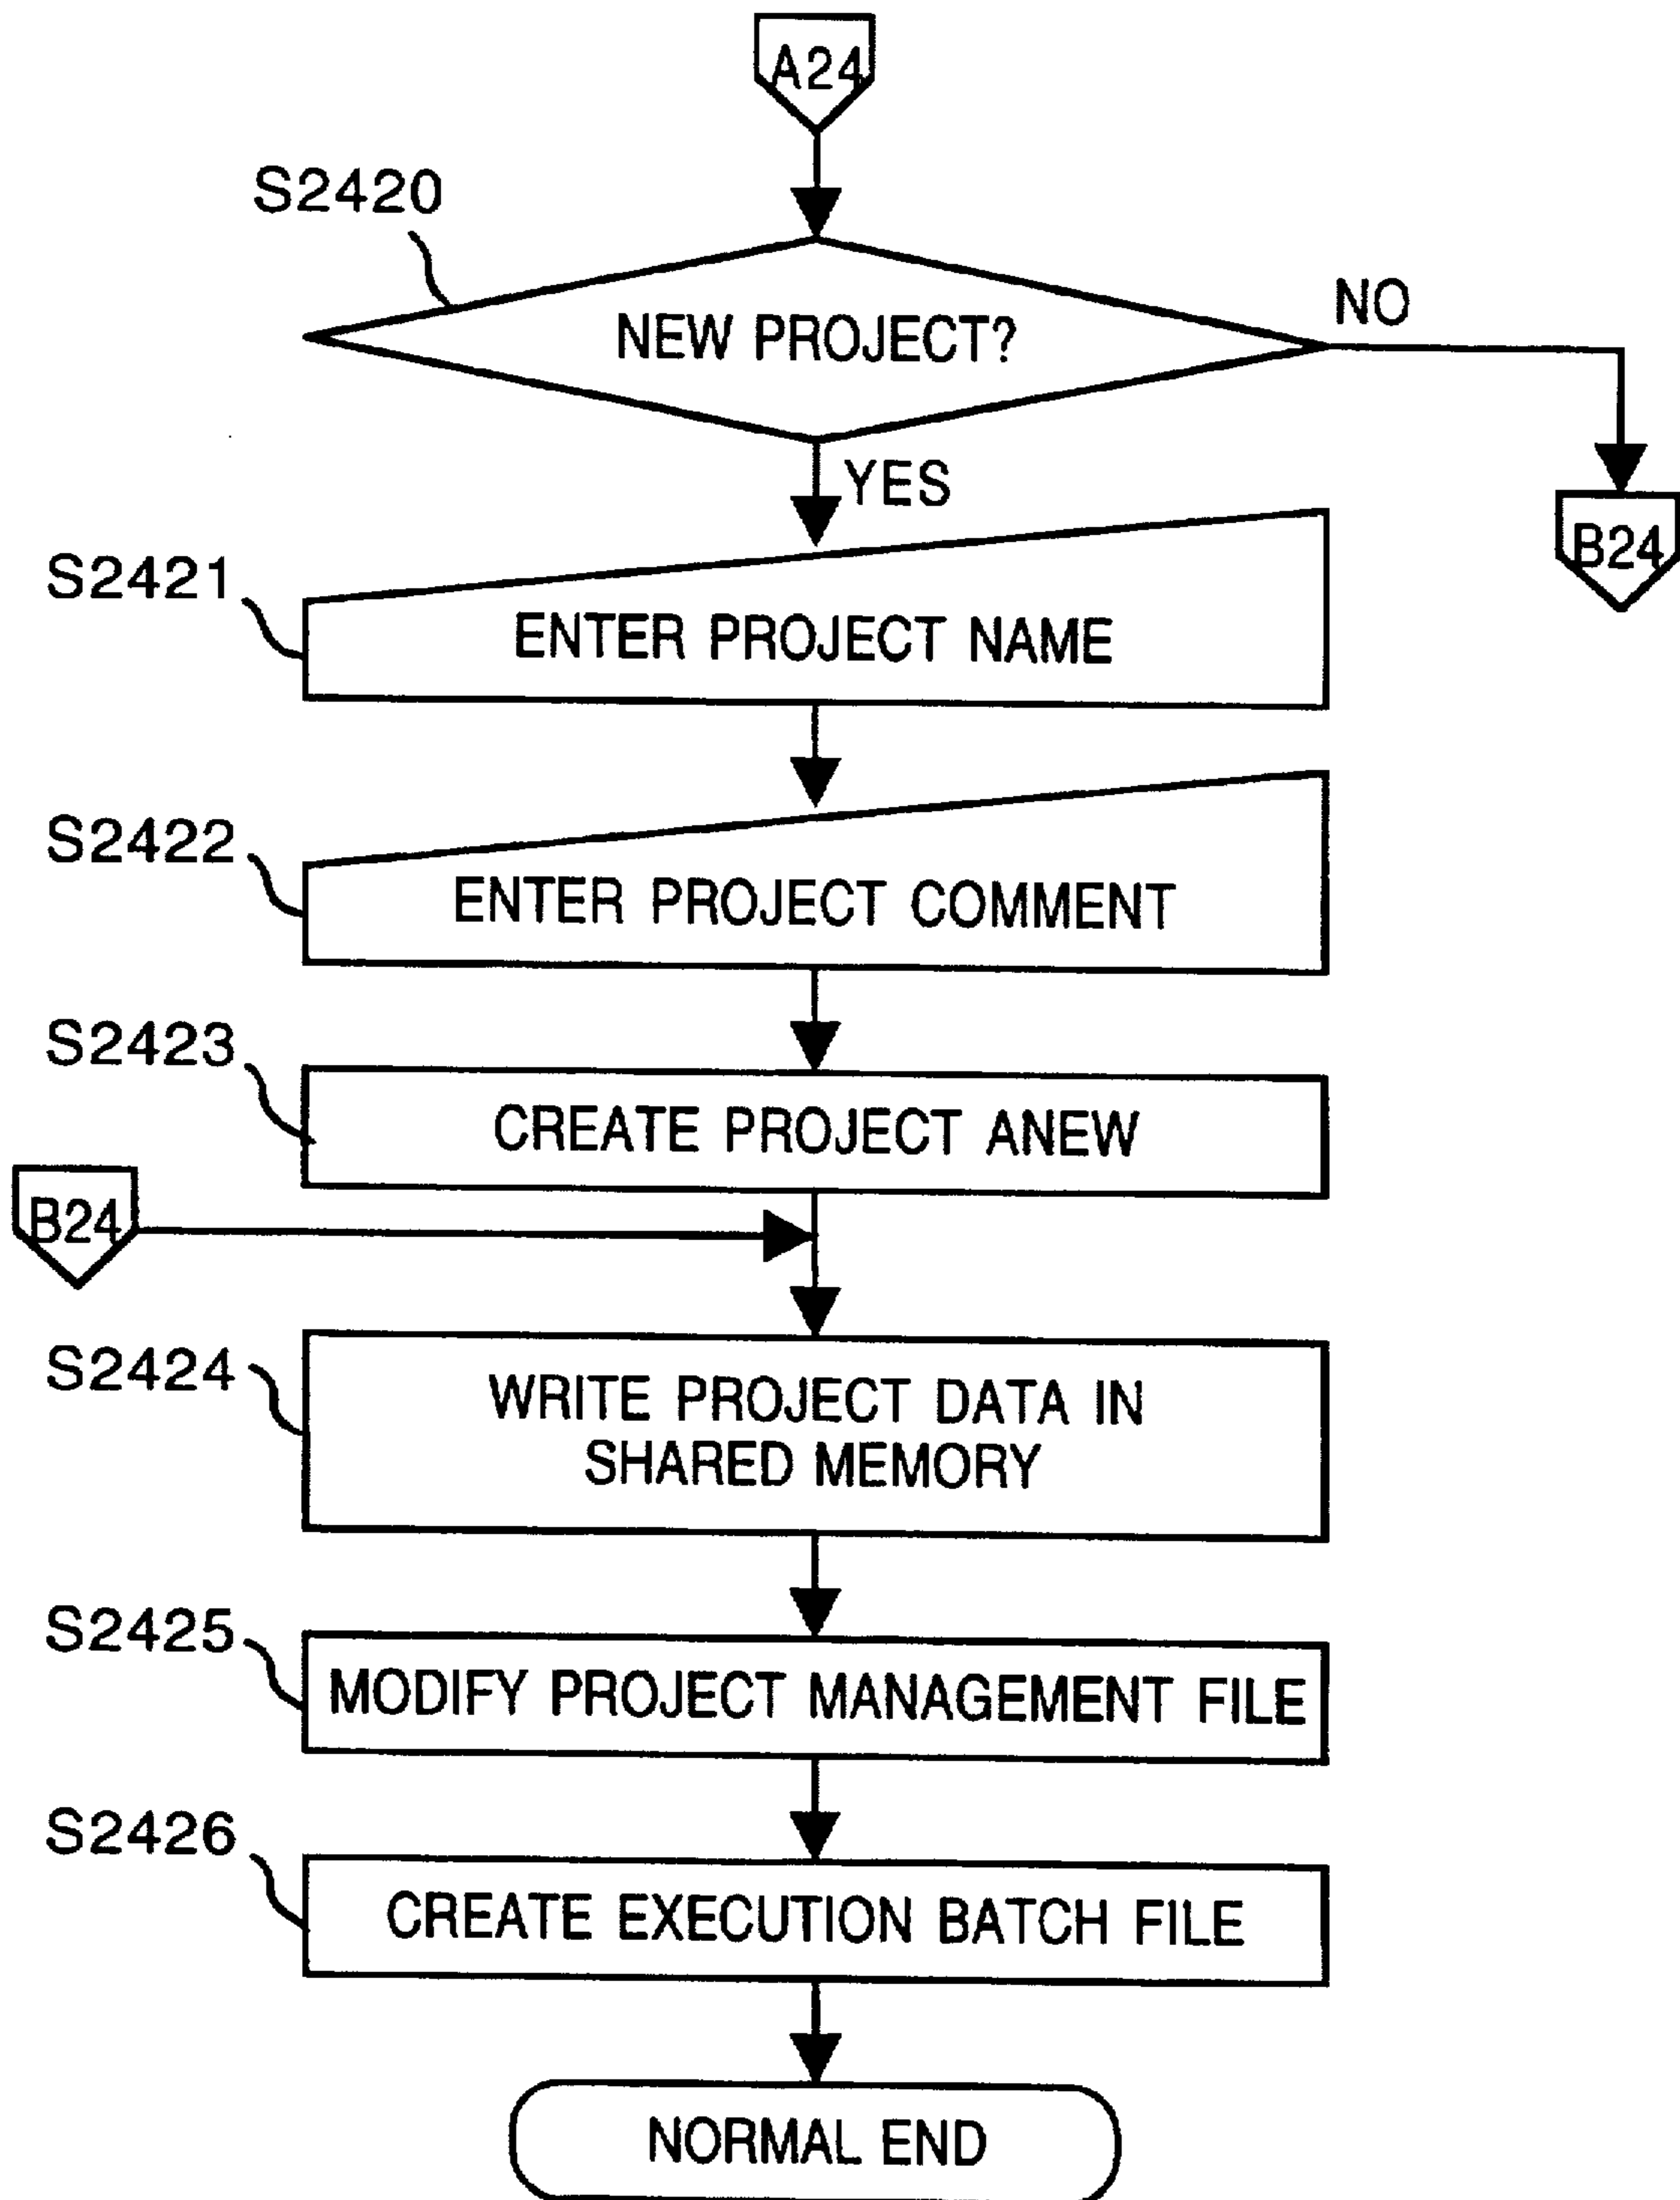 A24
S2420
NEW PROJECT?
NO
YES
B24
S2421
ENTER PROJECT NAME
S2422
ENTER PROJECT COMMENT
S2423
CREATE PROJECT ANEW
B24
S2424
WRITE PROJECT DATA IN
SHARED MEMORY
S2425
MODIFY PROJECT MANAGEMENT FILE
S2426
CREATE EXECUTION BATCH FILE
NORMAL END